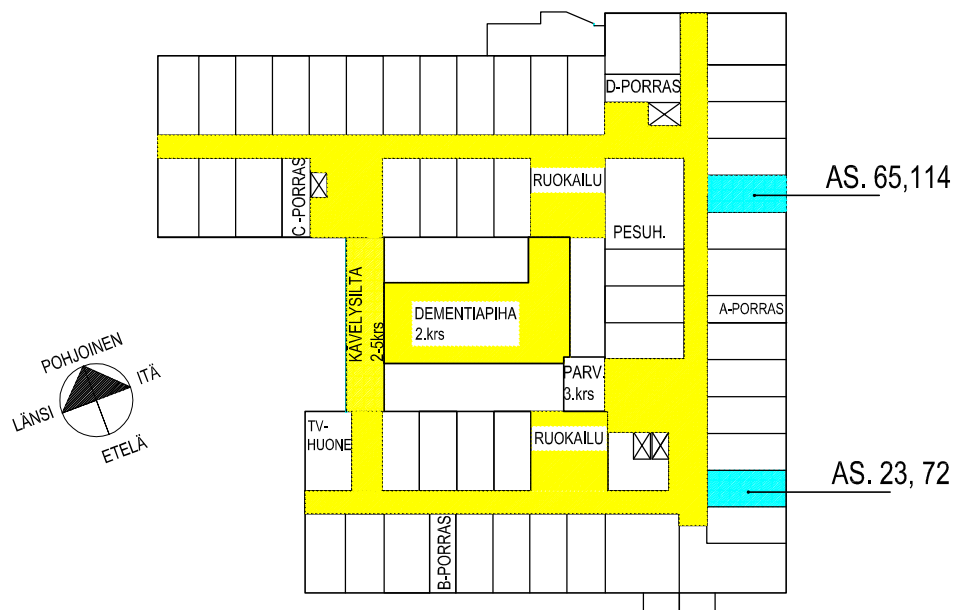 D-PORRAS
AS. 65,114
C -PORRAS
RUOKAILU
PESUH.
KÄVELYSILTA
2-5krs
DEMENTIAPIHA
2.krs
A-PORRAS
POHJOINEN
ITÄ
LÄNSI
ETELÄ
PARV.
3.krs
TV-
HUONE
RUOKAILU
AS. 23, 72
B-PORRAS